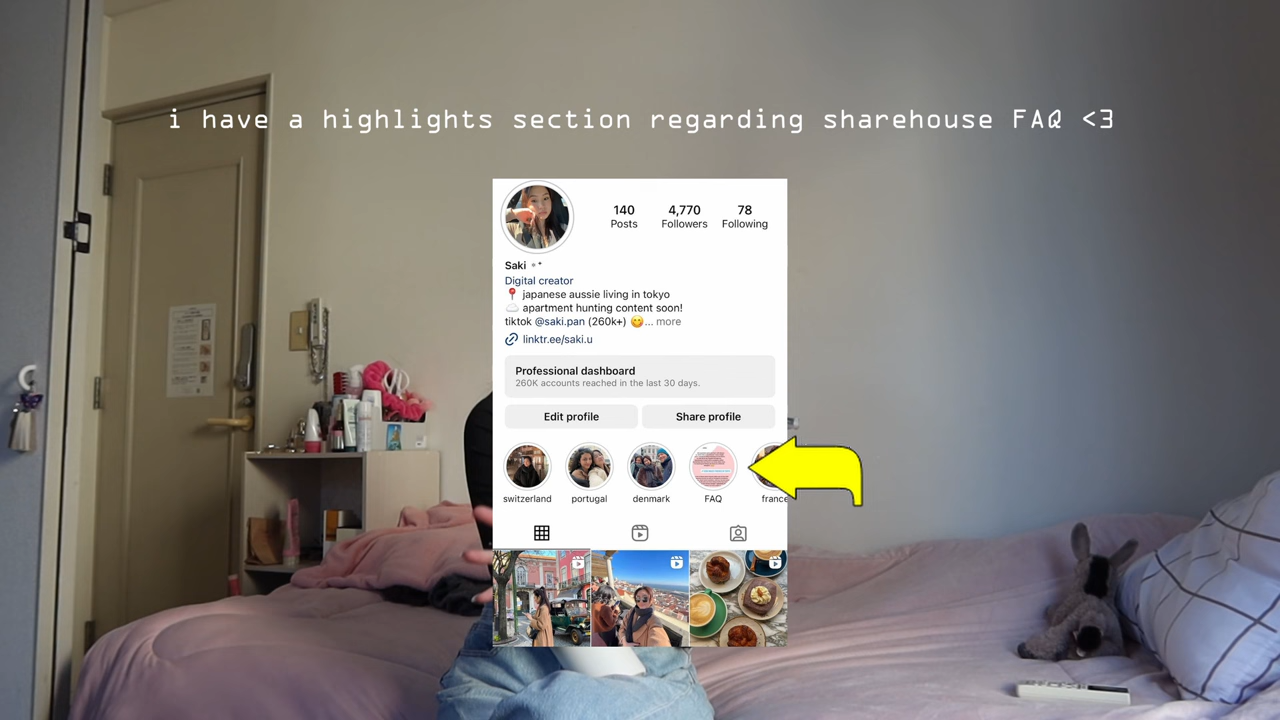 i have a highlights section regarding sharehouse FAQ <3
140 4,770 78
Posts Followers Following
Saki
Digital creator
📍 japanese aussie living in tokyo
☁️ apartment hunting content soon!
tiktok @saki.pan (260k+) 😋... more
linktr.ee/saki.u
Professional dashboard
260K accounts reached in the last 30 days.
Edit profile Share profile
switzerland portugal denmark FAQ france